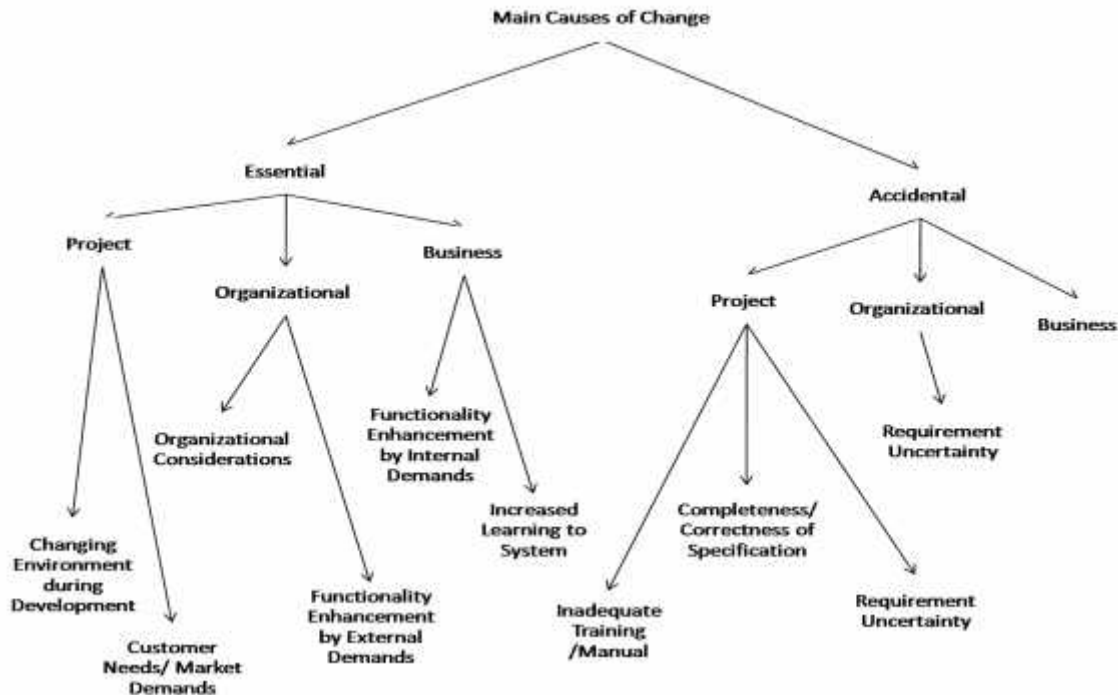 Main Causes of Change
Essential
Accidental
Project
Organizational
Business
Project
Organizational
Business
Organizational
Considerations
Functionality
Enhancement
by Internal
Demands
Requirement
Uncertainty
Changing
Environment
during
Development
Increased
Learning to
System
Completeness/
Correctness of
Specification
Customer
Needs/ Market
Demands
Functionality
Enhancement
by External
Demands
Inadequate
Training
/Manual
Requirement
Uncertainty